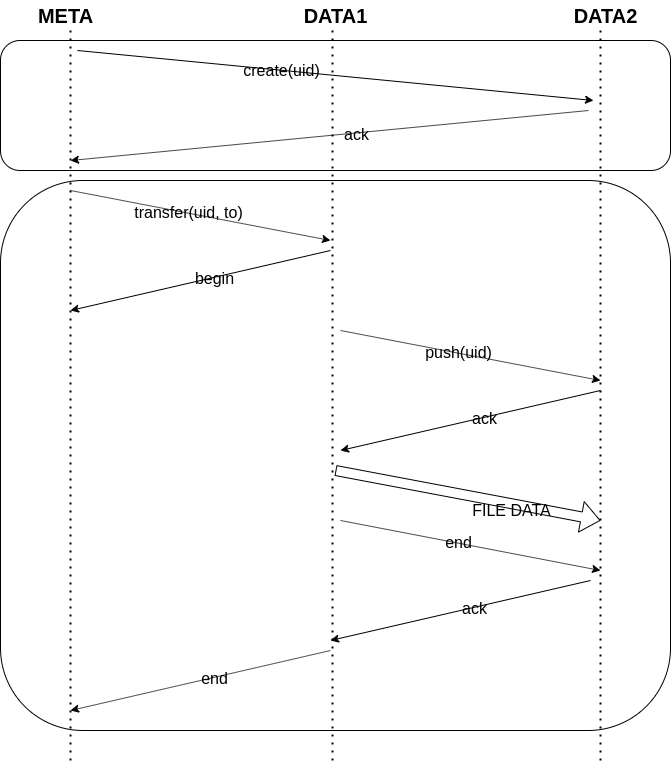 META DATA1 DATA2
create(uid)
ack
transfer(uid, to)
begin
push(uid)
ack
FILE DATA
end
ack
end